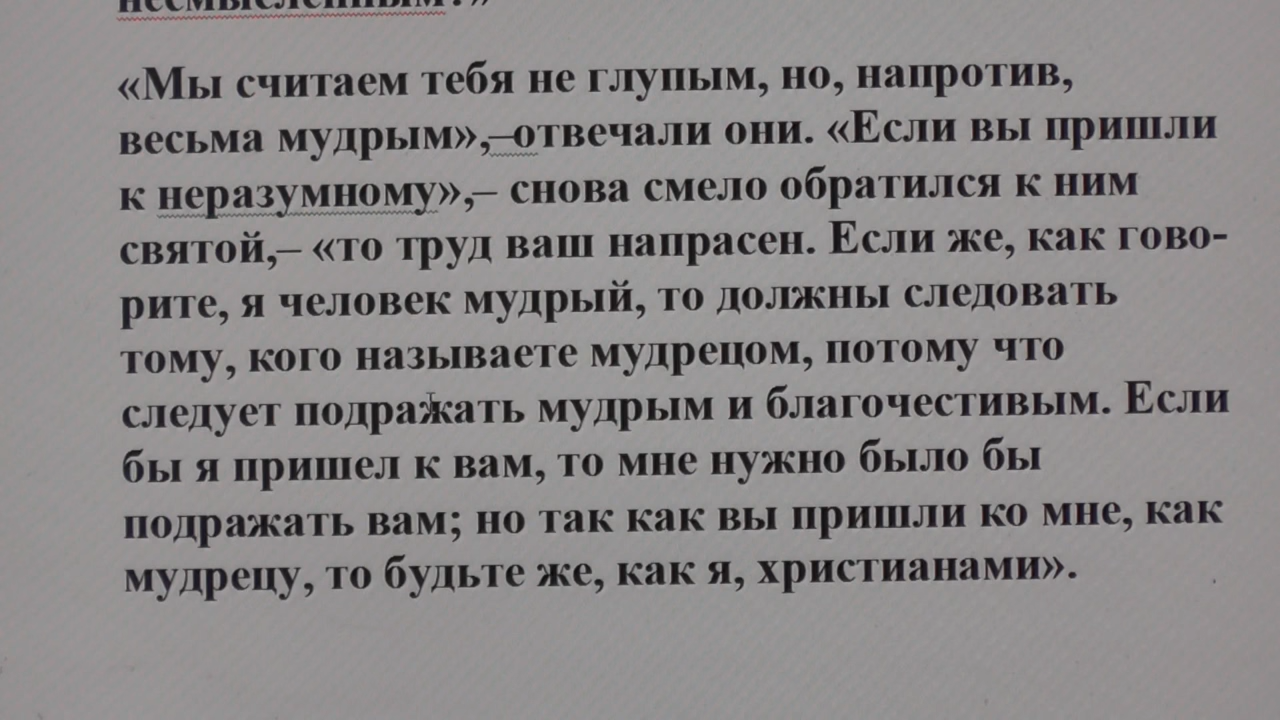 несмысленным?»
«Мы считаем тебя не глупым, но, напротив,
весьма мудрым»,–отвечали они. «Если вы пришли
к неразумному»,– снова смело обратился к ним
святой,– «то труд ваш напрасен. Если же, как гово-
рите, я человек мудрый, то должны следовать
тому, кого называете мудрецом, потому что
следует подражать мудрым и благочестивым. Если
бы я пришел к вам, то мне нужно было бы
подражать вам; но так как вы пришли ко мне, как
мудрецу, то будьте же, как я, христианами».